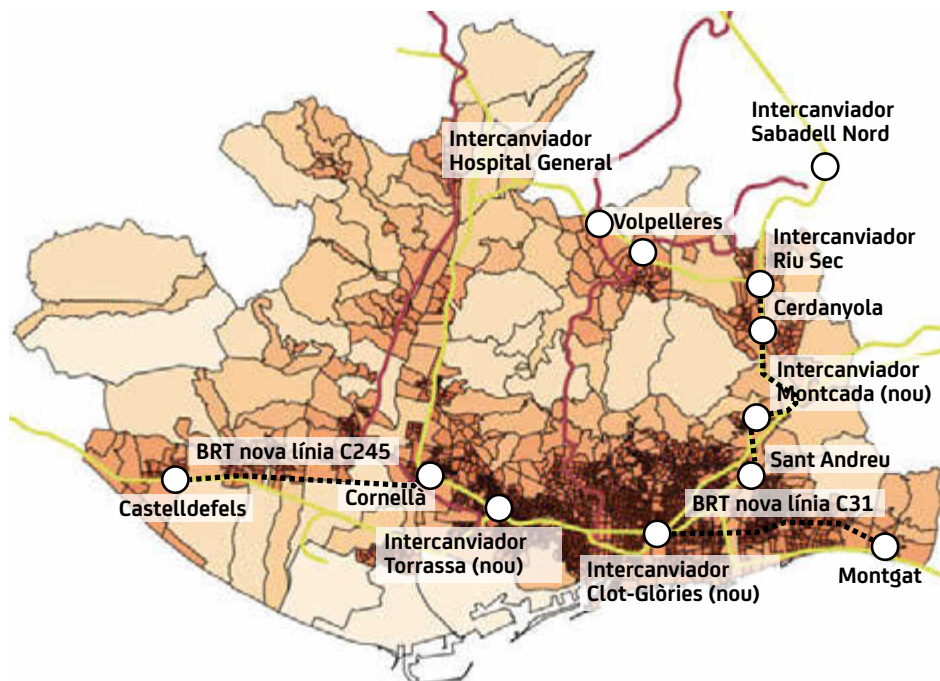 Intercanviador
Sabadell Nord
Intercanviador
Hospital General
Volpelleres
Intercanviador
Riu Sec
Cerdanyola
Intercanviador
Montcada (nou)
BRT nova línia C245
Sant Andreu
Castelldefels
Cornellà
BRT nova línia C31
Intercanviador
Torrassa (nou)
Intercanviador
Clot-Glòries (nou)
Montgat